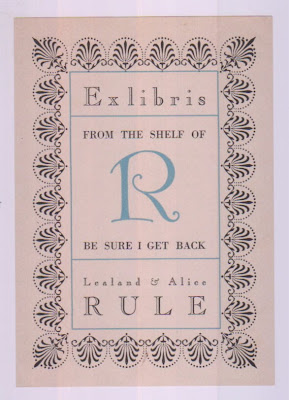 Exlibris
FROM THE SHELF OF
R
BE SURE I GET BACK
Lealand & Alice
RULE